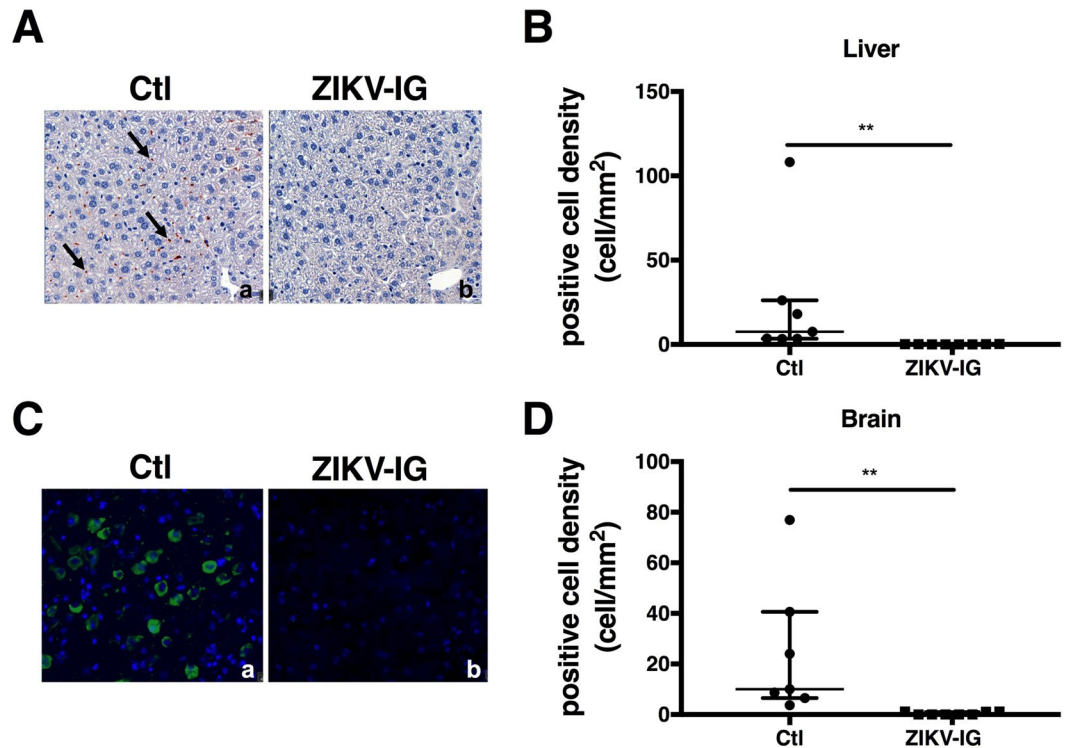 A
Ctl
ZIKV-IG
a
b
B
Liver
positive cell density
(cell/mm²)
150
100
50
0
**
Ctl
ZIKV-IG
C
Ctl
ZIKV-IG
a
b
D
Brain
positive cell density
(cell/mm²)
100
80
60
40
20
0
**
Ctl
ZIKV-IG